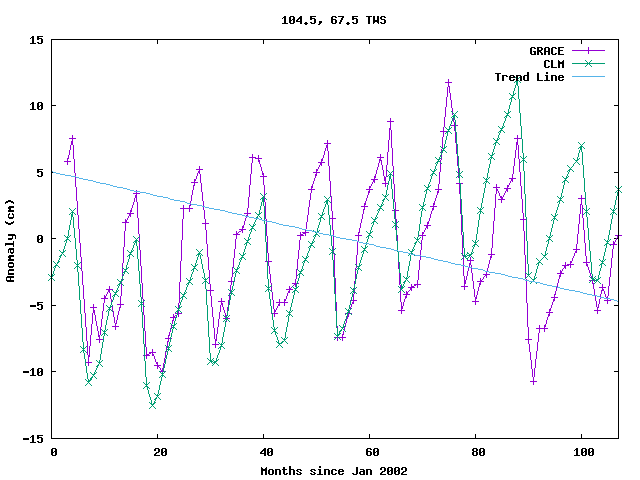 104.5, 67.5 TWS
GRACE
CLM
Trend Line
15
10
5
0
-5
-10
-15
Anomaly (cm)
0 20 40 60 80 100
Months since Jan 2002